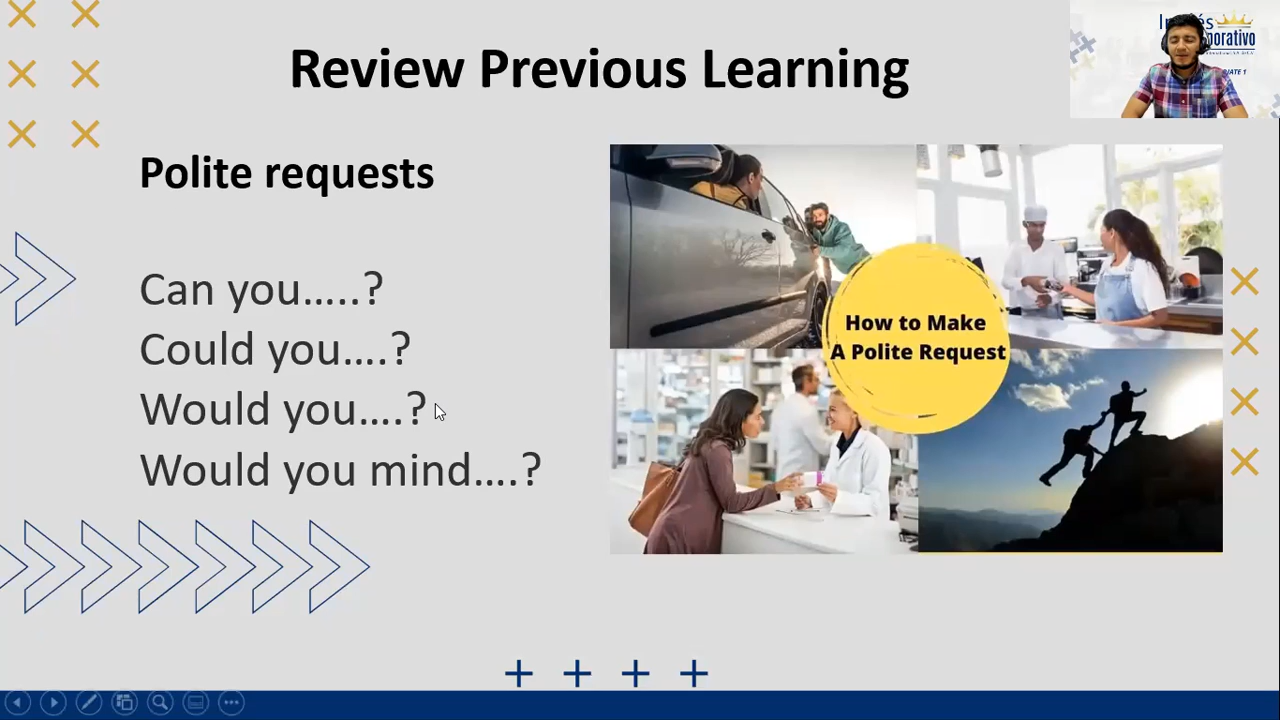 Review Previous Learning
Polite requests
Can you…..?
Could you….?
Would you….?
Would you mind….?
How to Make
A Polite Request